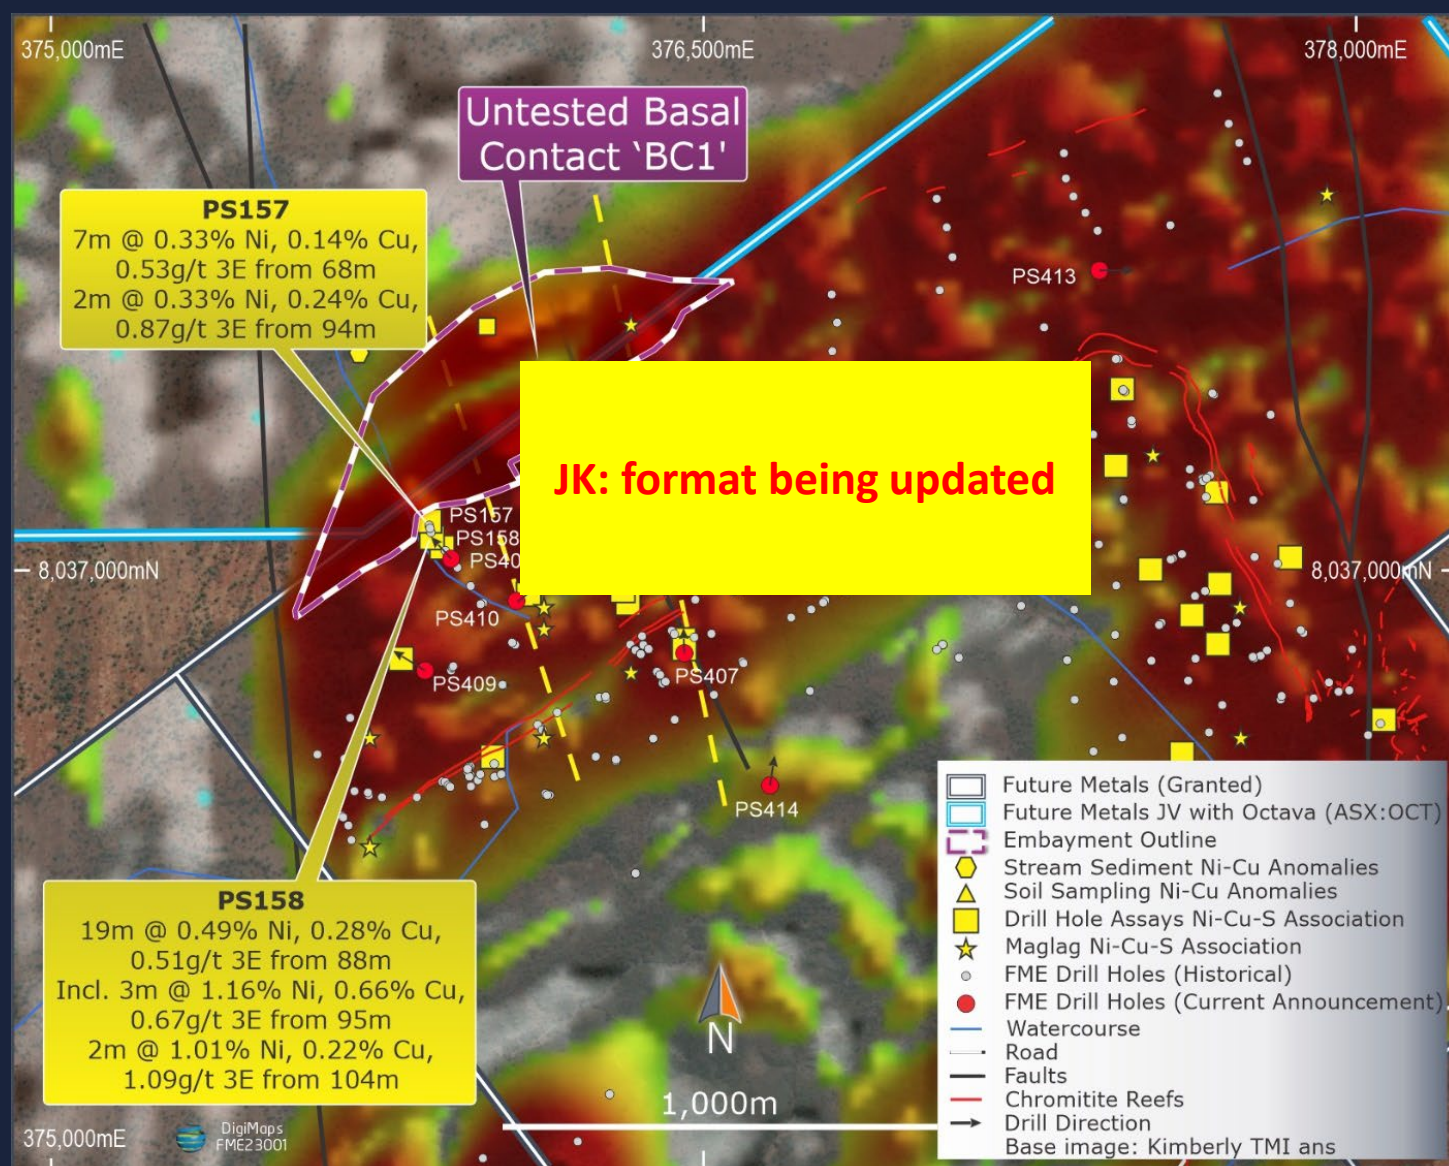 375,000mE
376,500mE
378,000mE
Untested Basal
Contact ‘BC1'
PS157
7m @ 0.33% Ni, 0.14% Cu,
0.53g/t 3E from 68m
2m @ 0.33% Ni, 0.24% Cu,
0.87g/t 3E from 94m
PS413
JK: format being updated
PS157
PS158
PS40
8,037,000mN
8,037,000mN
PS410
PS409
PS407
PS414
PS158
19m @ 0.49% Ni, 0.28% Cu,
0.51g/t 3E from 88m
Incl. 3m @ 1.16% Ni, 0.66% Cu,
0.67g/t 3E from 95m
2m @ 1.01% Ni, 0.22% Cu,
1.09g/t 3E from 104m
Future Metals (Granted)
Future Metals JV with Octava (ASX:OCT)
Embayment Outline
Stream Sediment Ni-Cu Anomalies
Soil Sampling Ni-Cu Anomalies
Drill Hole Assays Ni-Cu-S Association
Maglag Ni-Cu-S Association
FME Drill Holes (Historical)
FME Drill Holes (Current Announcement)
Watercourse
Road
Faults
Chromitite Reefs
Drill Direction
Base image: Kimberly TMI ans
N
1,000m
375,000mE
DigiMaps
FME23001